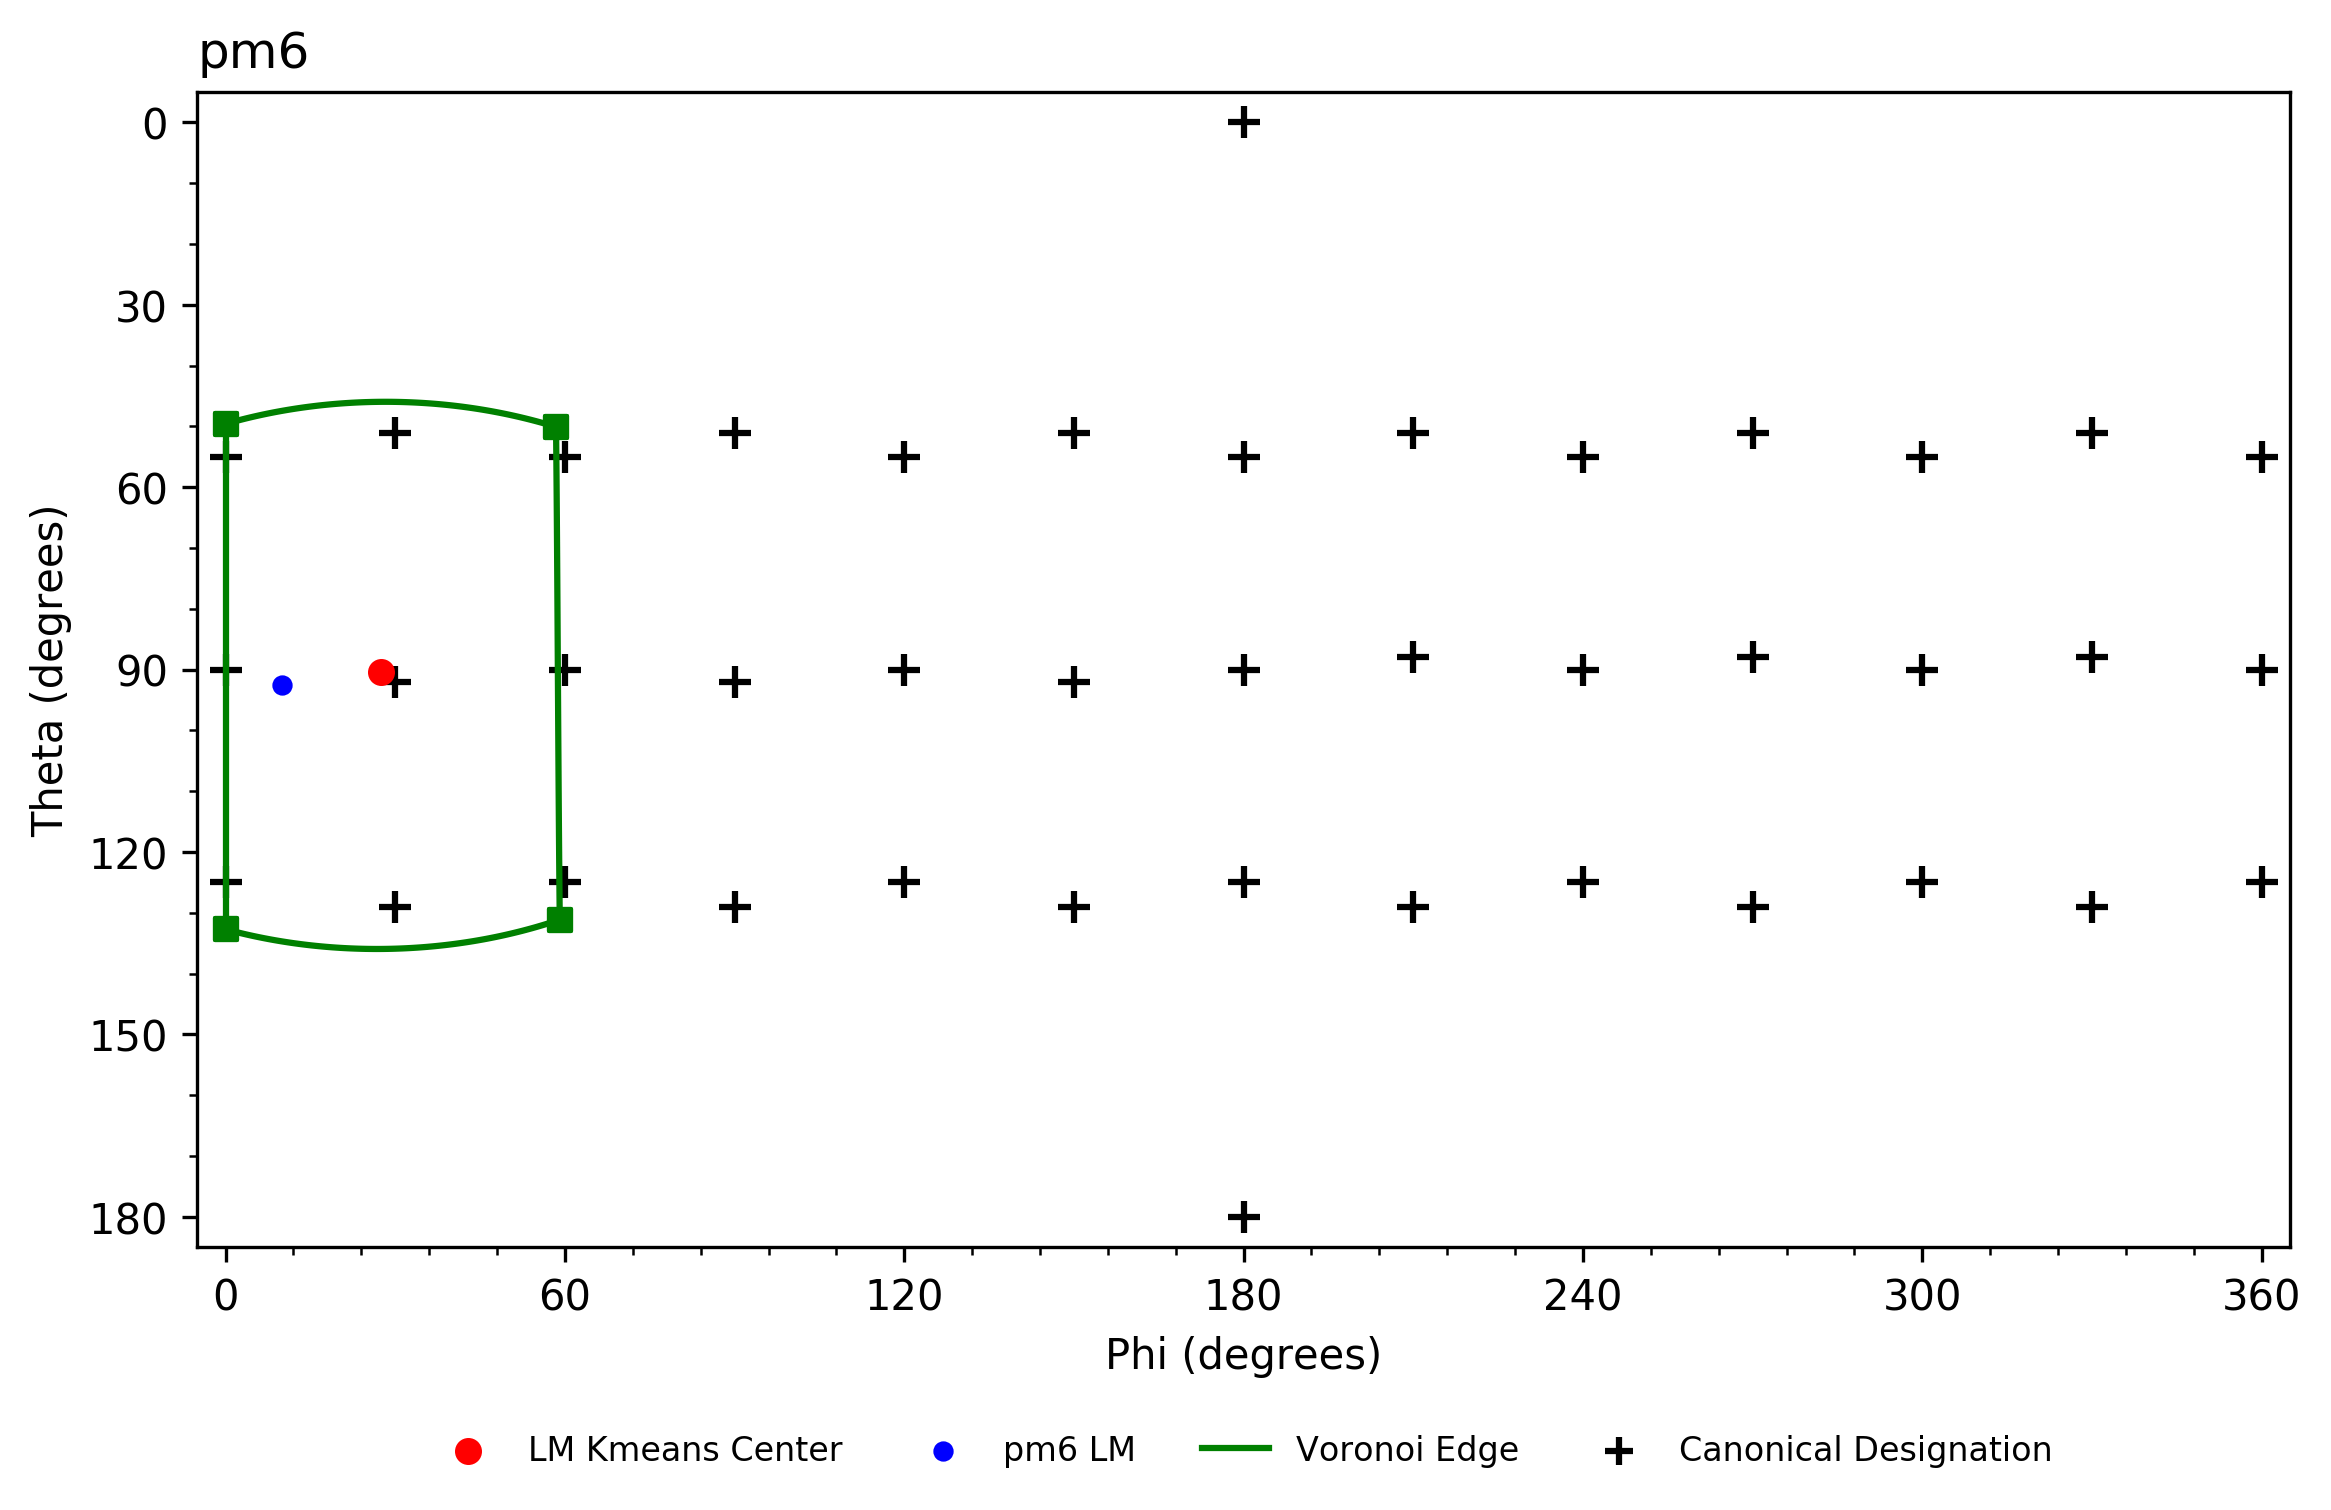 pm6
0
30
60
90
120
150
180
Theta (degrees)
0 60 120 180 240 300 360
Phi (degrees)
LM Kmeans Center pm6 LM Voronoi Edge Canonical Designation